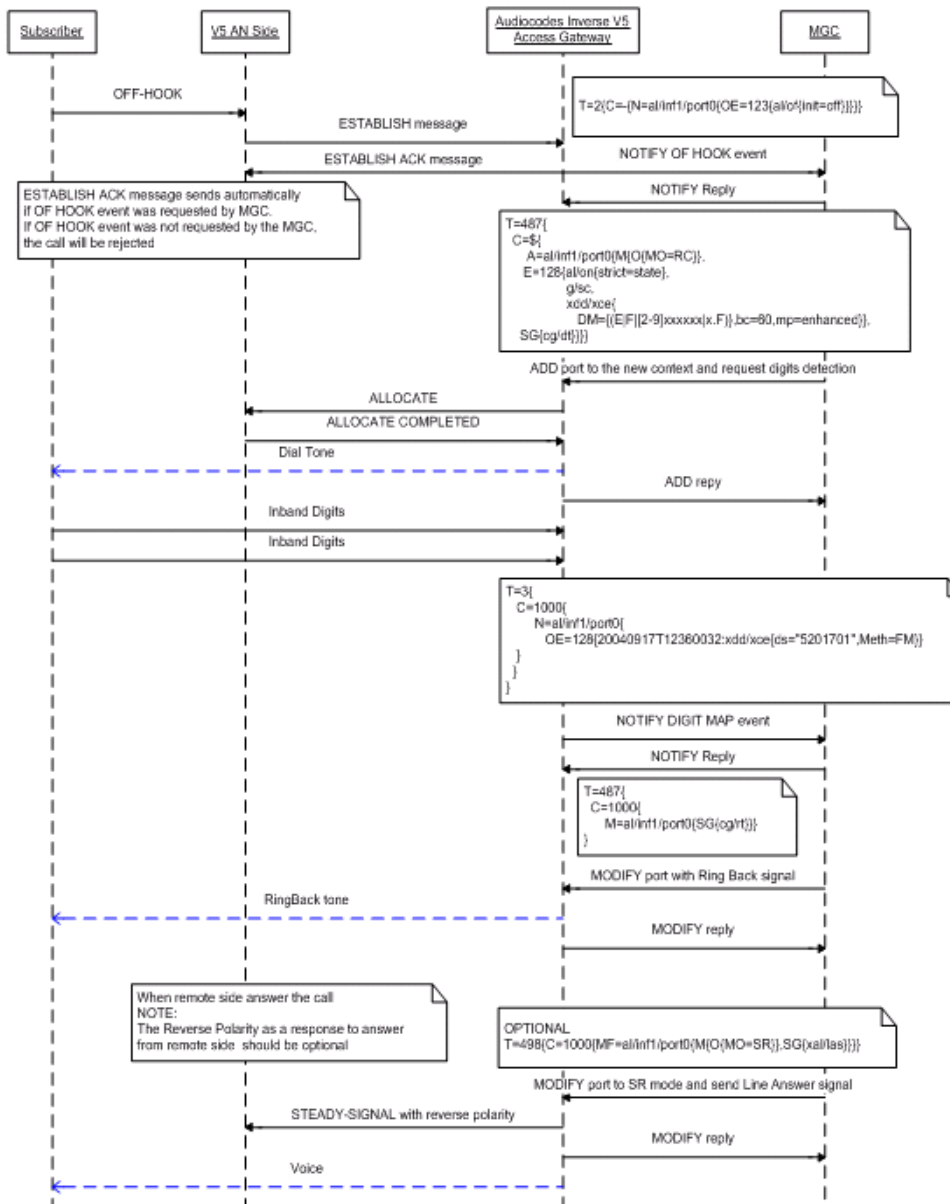 Subscriber
V5 AN Side
Audiocodes Inverse V5
Access Gateway
MGC
OFF-HOOK
T=2{C=-{N=al/inf1/port0{OE=123{al/of{init=off}}}}}
ESTABLISH message
ESTABLISH ACK message
NOTIFY OF HOOK event
NOTIFY Reply
ESTABLISH ACK message sends automatically
if OF HOOK event was requested by MGC.
If OF HOOK event was not requested by the MGC,
the call will be rejected
T=487{
C=${
A=al/inf1/port0{M{O{MO=RC}},
E=128{al/on{strict=state},
g/sc,
xdd/xce{
DM={(E|F|[2-9]xxxxxx|x.F)},bc=60,mp=enhanced}},
SG{cg/dt}}}}
ADD port to the new context and request digits detection
ALLOCATE
ALLOCATE COMPLETED
Dial Tone
ADD repy
Inband Digits
Inband Digits
T=3{
C=1000{
N=al/inf1/port0{
OE=128{20040917T12360032:xdd/xce{ds="5201701",Meth=FM}}
}
}
}
NOTIFY DIGIT MAP event
NOTIFY Reply
T=487{
C=1000{
M=al/inf1/port0{SG{cg/rt}}}
}
MODIFY port with Ring Back signal
RingBack tone
MODIFY reply
When remote side answer the call
NOTE:
The Reverse Polarity as a response to answer
from remote side should be optional
OPTIONAL
T=498{C=1000{MF=al/inf1/port0{M{O{MO=SR}},SG{xal/las}}}}
MODIFY port to SR mode and send Line Answer signal
STEADY-SIGNAL with reverse polarity
MODIFY reply
Voice